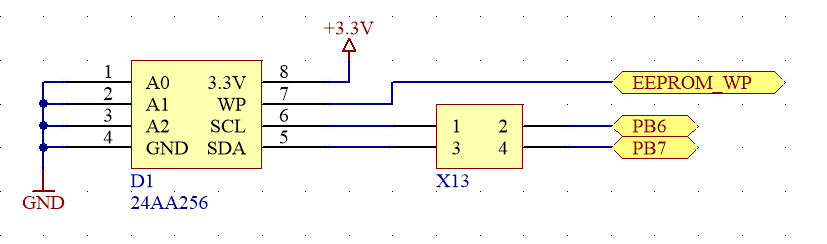 +3.3V
1 A0 3.3V 8
2 A1 WP 7 EEPROM_WP
3 A2 SCL 6 1 2 PB6
4 GND SDA 5 3 4 PB7
D1 X13
GND 24AA256